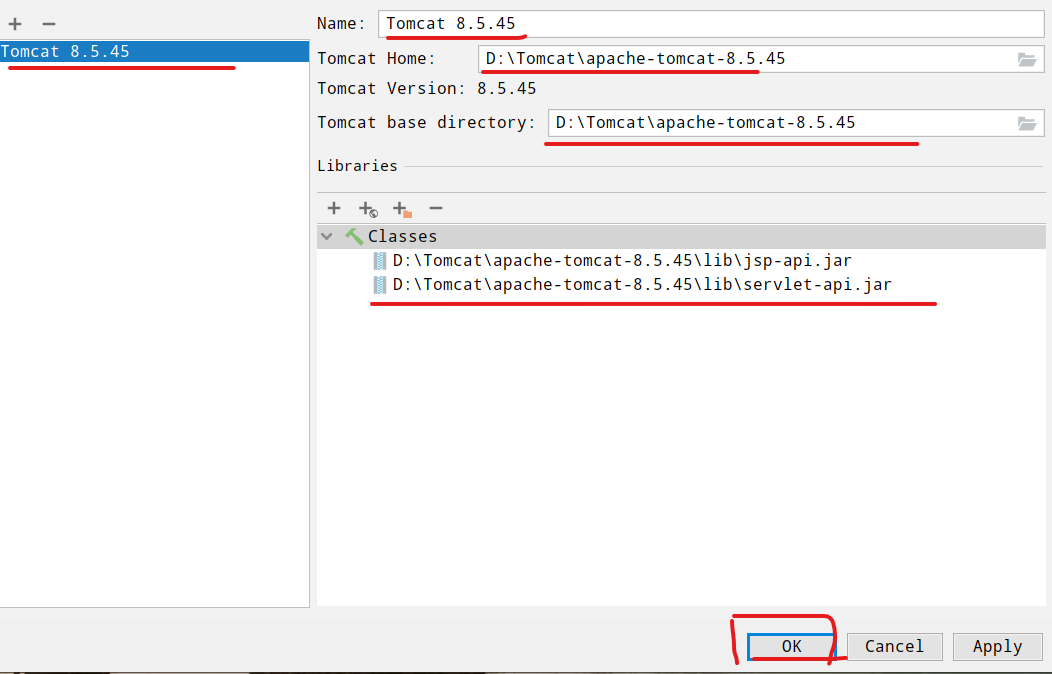 Name: Tomcat 8.5.45
Tomcat 8.5.45
Tomcat Home: D:\Tomcat\apache-tomcat-8.5.45
Tomcat Version: 8.5.45
Tomcat base directory: D:\Tomcat\apache-tomcat-8.5.45
Libraries
Classes
D:\Tomcat\apache-tomcat-8.5.45\lib\jsp-api.jar
D:\Tomcat\apache-tomcat-8.5.45\lib\servlet-api.jar
OK Cancel Apply